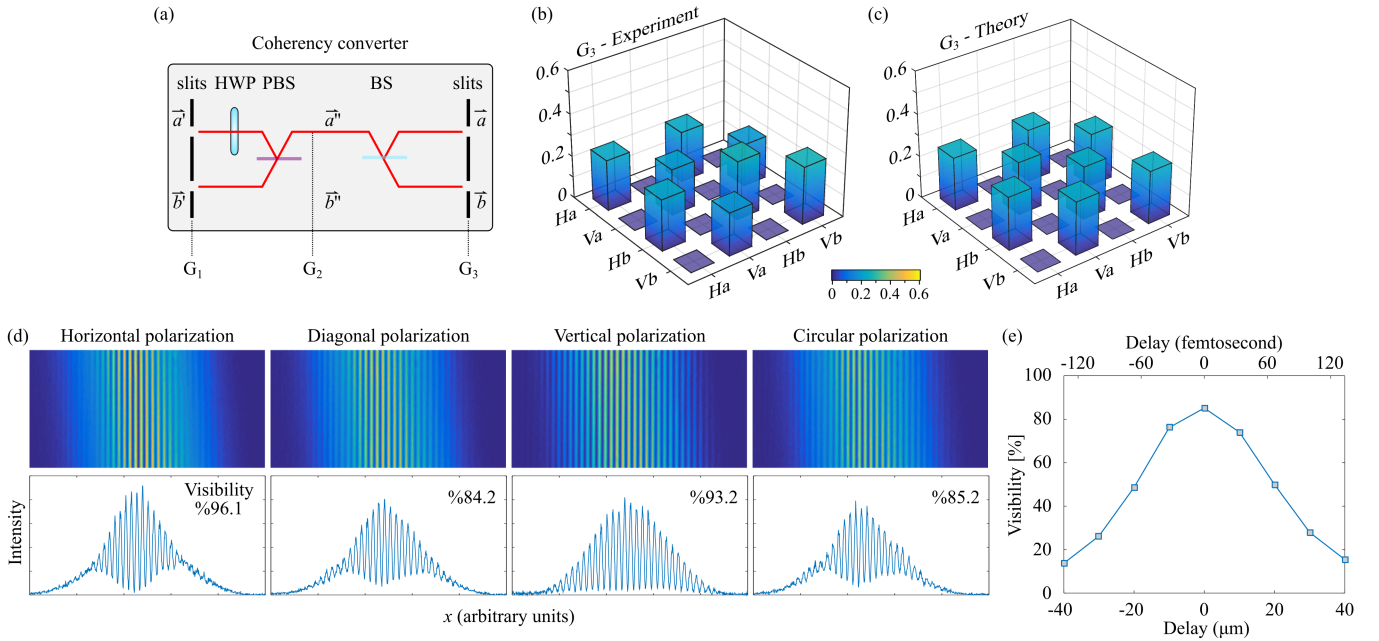 (a)
Coherency converter
slits HWP PBS BS slits
a' a" a
b' b" b
G1 G2 G3
(b)
G3 - Experiment
0.6
0.4
0.2
0
Ha
Va
Hb
Vb
Ha
Va
Hb
Vb
(c)
G3 - Theory
0.6
0.4
0.2
0
Ha
Va
Hb
Vb
Ha
Va
Hb
Vb
0 0.2 0.4 0.6
(d)
Horizontal polarization Diagonal polarization Vertical polarization Circular polarization
Visibility
%96.1
%84.2
%93.2
%85.2
Intensity
x (arbitrary units)
(e)
Delay (femtosecond)
-120 -60 0 60 120
100
80
60
40
20
0
Visibility [%]
-40 -20 0 20 40
Delay (μm)